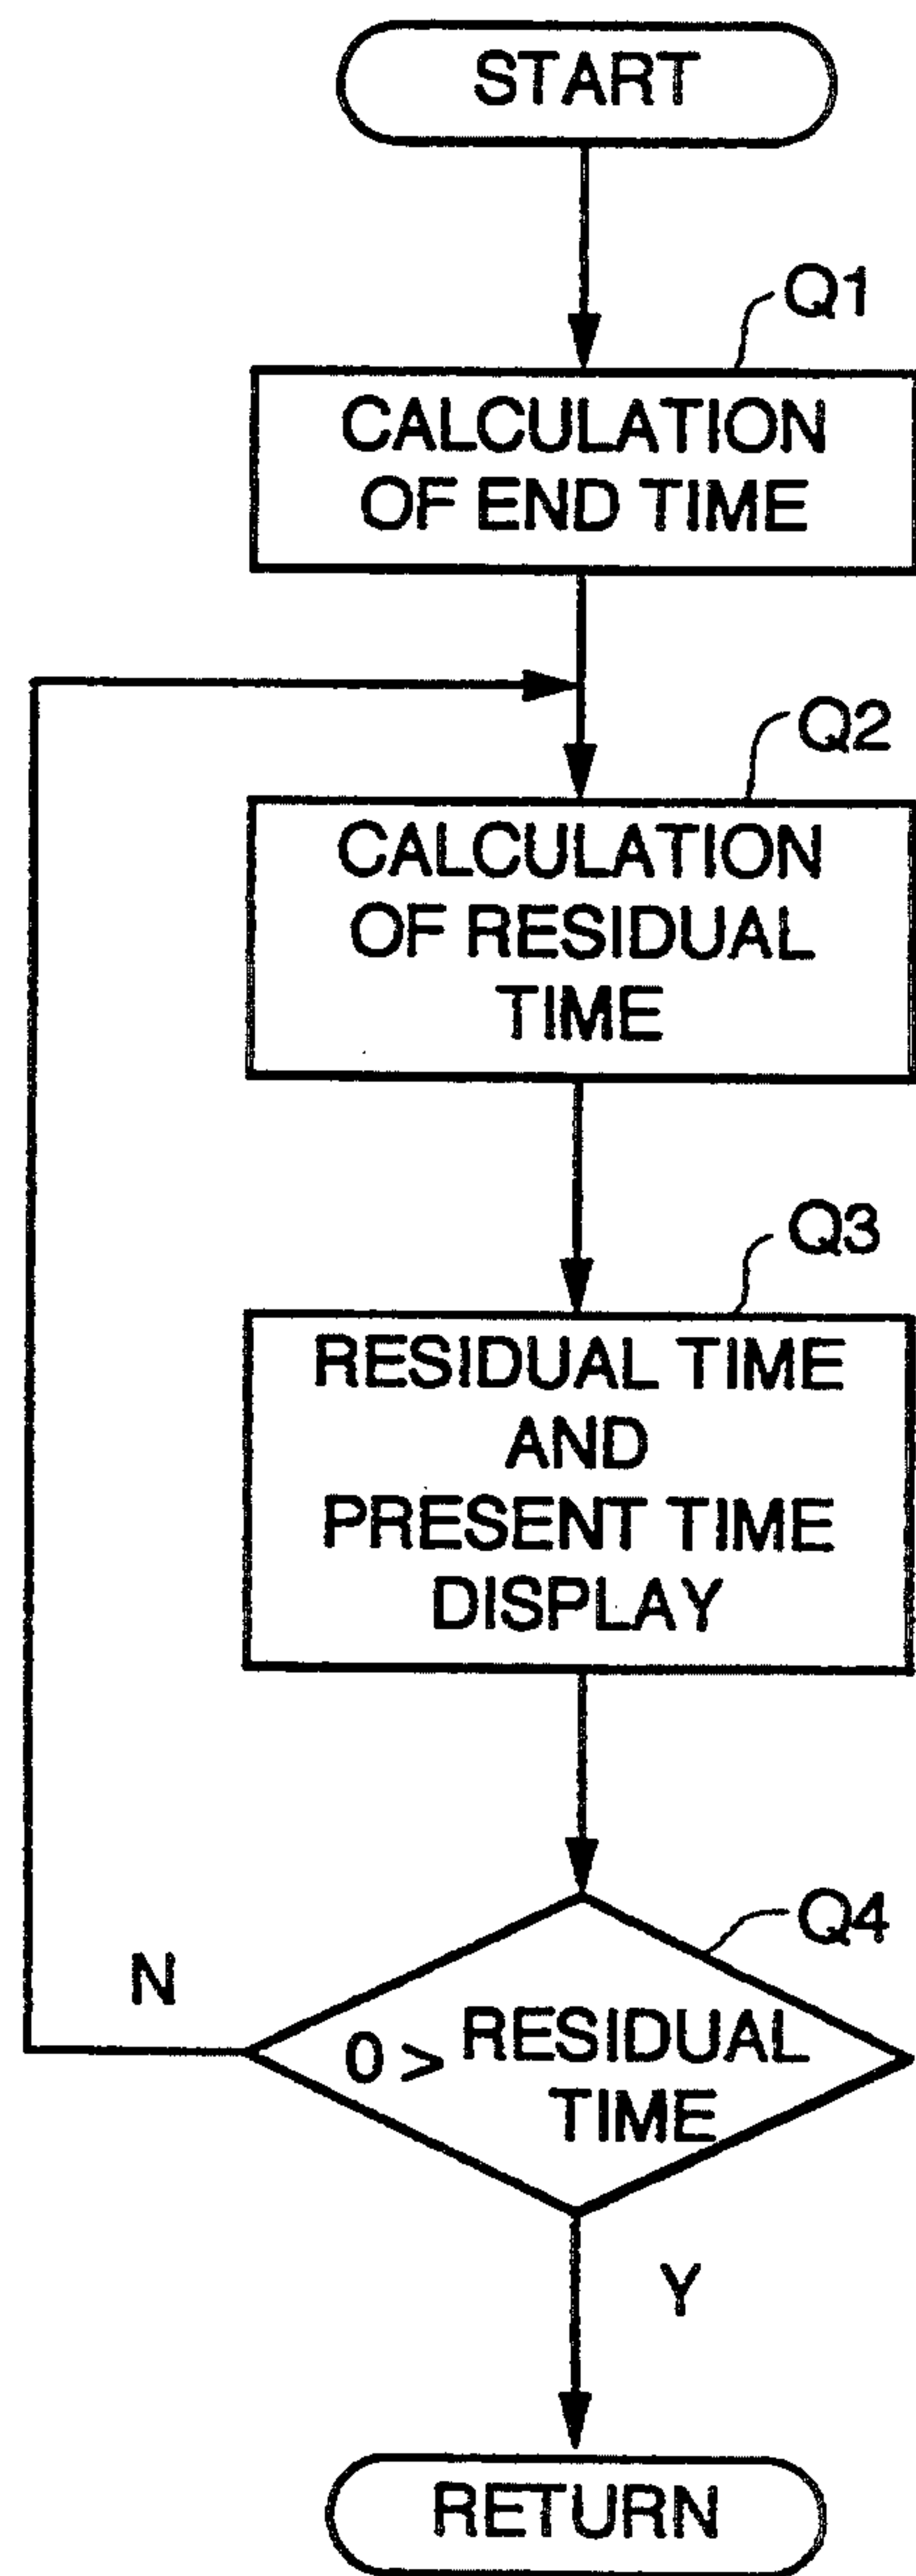 START
Q1
CALCULATION
OF END TIME
Q2
CALCULATION
OF RESIDUAL
TIME
Q3
RESIDUAL TIME
AND
PRESENT TIME
DISPLAY
Q4
N
0 > RESIDUAL
TIME
Y
RETURN